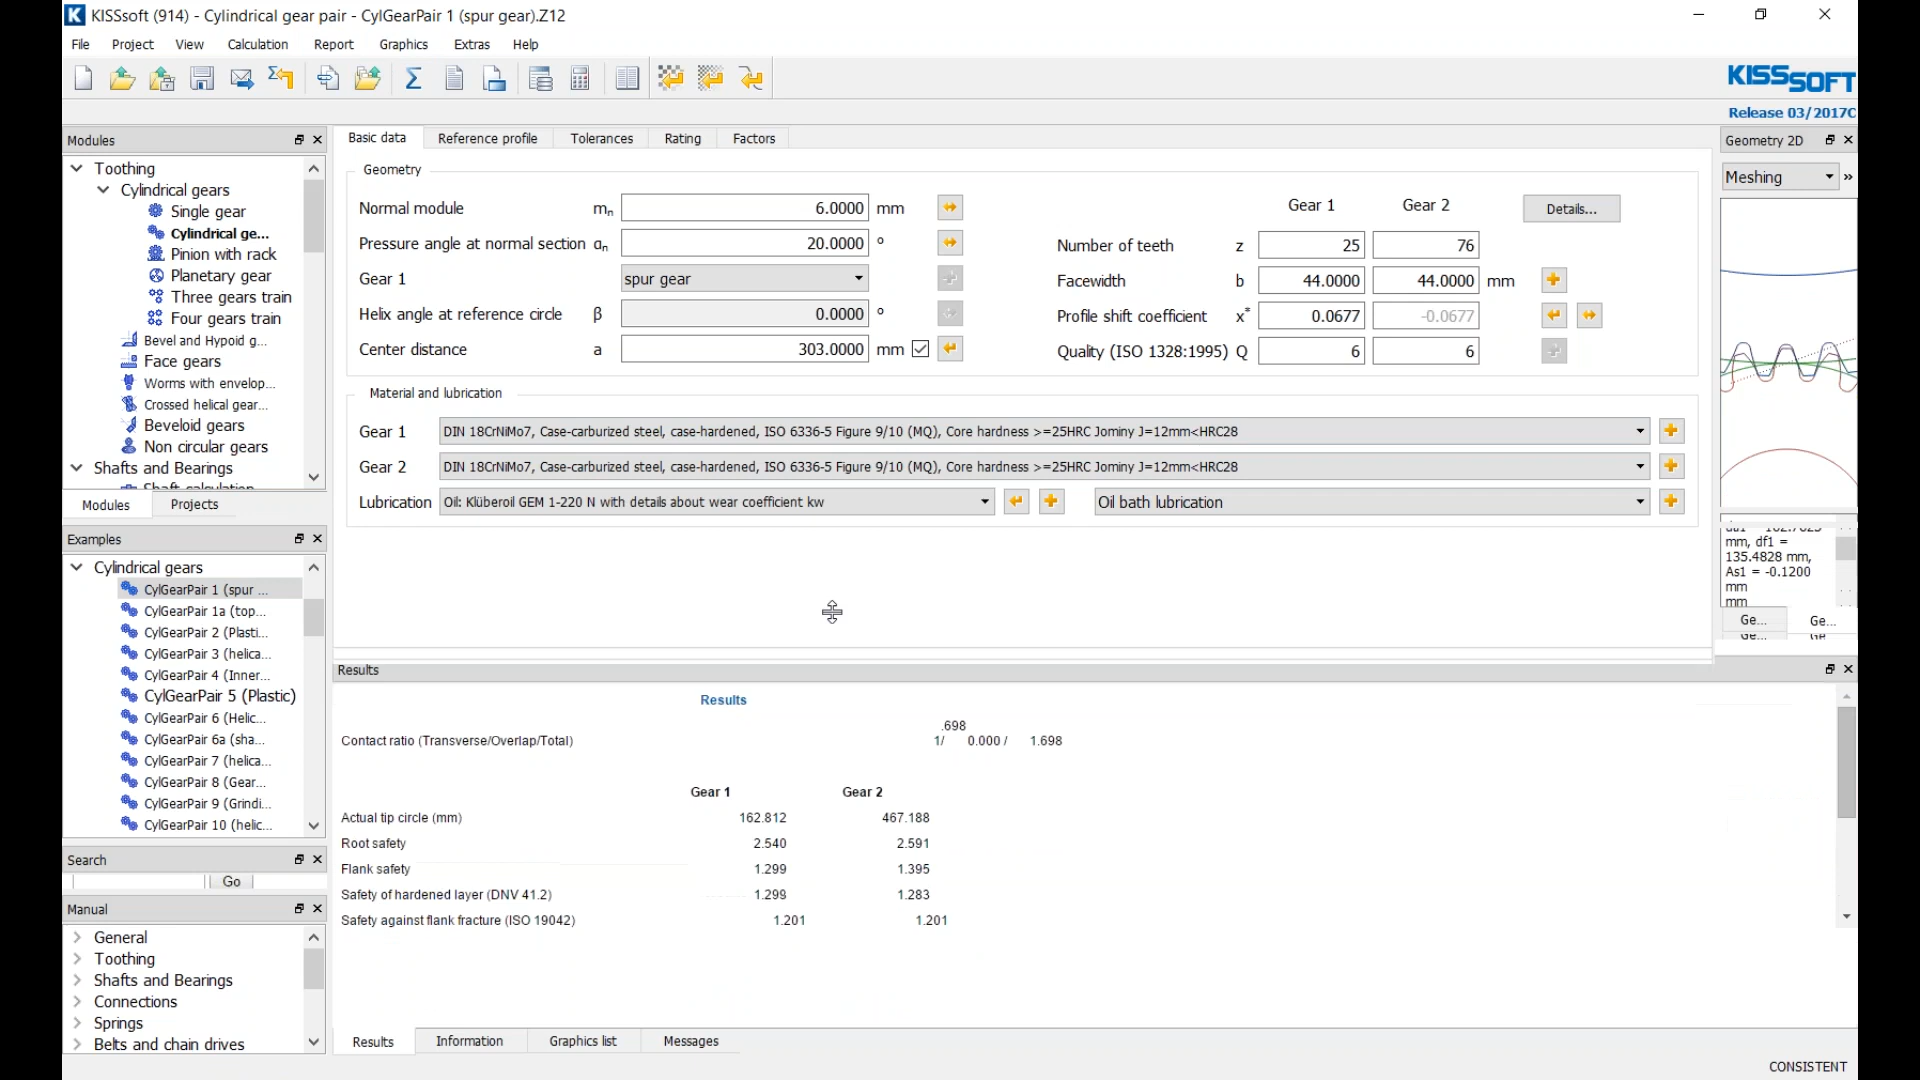 KISSsoft (914) - Cylindrical gear pair - CylGearPair 1 (spur gear).Z12
File Project View Calculation Report Graphics Extras Help
KISSSOFT
Release 03/2017C
Modules
Toothing
Cylindrical gears
Single gear
Cylindrical ge...
Pinion with rack
Planetary gear
Three gears train
Four gears train
Bevel and Hypoid g...
Face gears
Worms with envelop...
Crossed helical gear...
Beveloid gears
Non circular gears
Shafts and Bearings
Shaft calculation
Modules Projects
Examples
Cylindrical gears
CylGearPair 1 (spur ...
CylGearPair 1a (top...
CylGearPair 2 (Plasti...
CylGearPair 3 (helica...
CylGearPair 4 (Inner...
CylGearPair 5 (Plastic)
CylGearPair 6 (Helic...
CylGearPair 6a (sha...
CylGearPair 7 (helica...
CylGearPair 8 (Gear...
CylGearPair 9 (Grindi...
CylGearPair 10 (helic...
Search
Go
Manual
General
Toothing
Shafts and Bearings
Connections
Springs
Belts and chain drives
Basic data Reference profile Tolerances Rating Factors
Geometry
Normal module mn 6.0000 mm
Pressure angle at normal section αn 20.0000 °
Gear 1 spur gear
Helix angle at reference circle β 0.0000 °
Center distance a 303.0000 mm
Gear 1 Gear 2 Details...
Number of teeth z 25 76
Facewidth b 44.0000 44.0000 mm
Profile shift coefficient x* 0.0677 -0.0677
Quality (ISO 1328:1995) Q 6 6
Material and lubrication
Gear 1 DIN 18CrNiMo7, Case-carburized steel, case-hardened, ISO 6336-5 Figure 9/10 (MQ), Core hardness >=25HRC Jominy J=12mm<HRC28
Gear 2 DIN 18CrNiMo7, Case-carburized steel, case-hardened, ISO 6336-5 Figure 9/10 (MQ), Core hardness >=25HRC Jominy J=12mm<HRC28
Lubrication Oil: Klüberoil GEM 1-220 N with details about wear coefficient kw Oil bath lubrication
Geometry 2D
Meshing »
mm, df1 =
135.4828 mm,
As1 = -0.1200
mm
mm
Ge... Ge...
Ge... Ge
Results
Results
.698
Contact ratio (Transverse/Overlap/Total) 1/ 0.000 / 1.698
Gear 1 Gear 2
Actual tip circle (mm) 162.812 467.188
Root safety 2.540 2.591
Flank safety 1.299 1.395
Safety of hardened layer (DNV 41.2) 1.299 1.283
Safety against flank fracture (ISO 19042) 1.201 1.201
Results Information Graphics list Messages
CONSISTENT